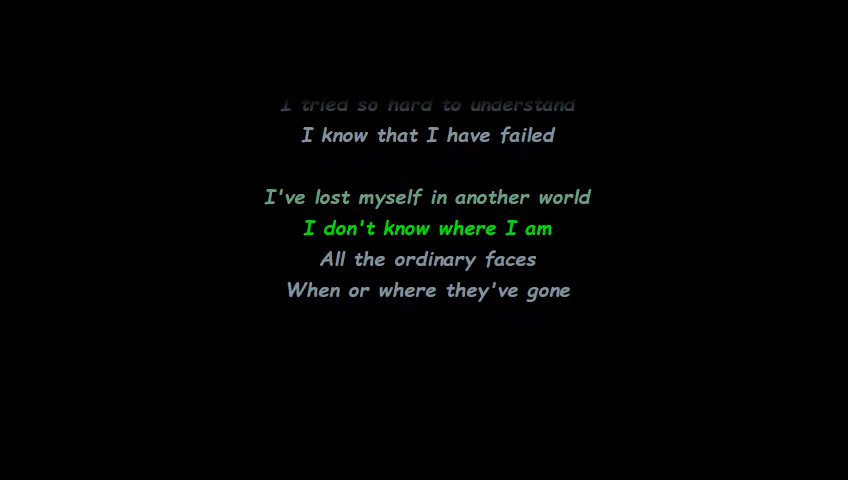 I tried so hard to understand
I know that I have failed
I've lost myself in another world
I don't know where I am
All the ordinary faces
When or where they've gone